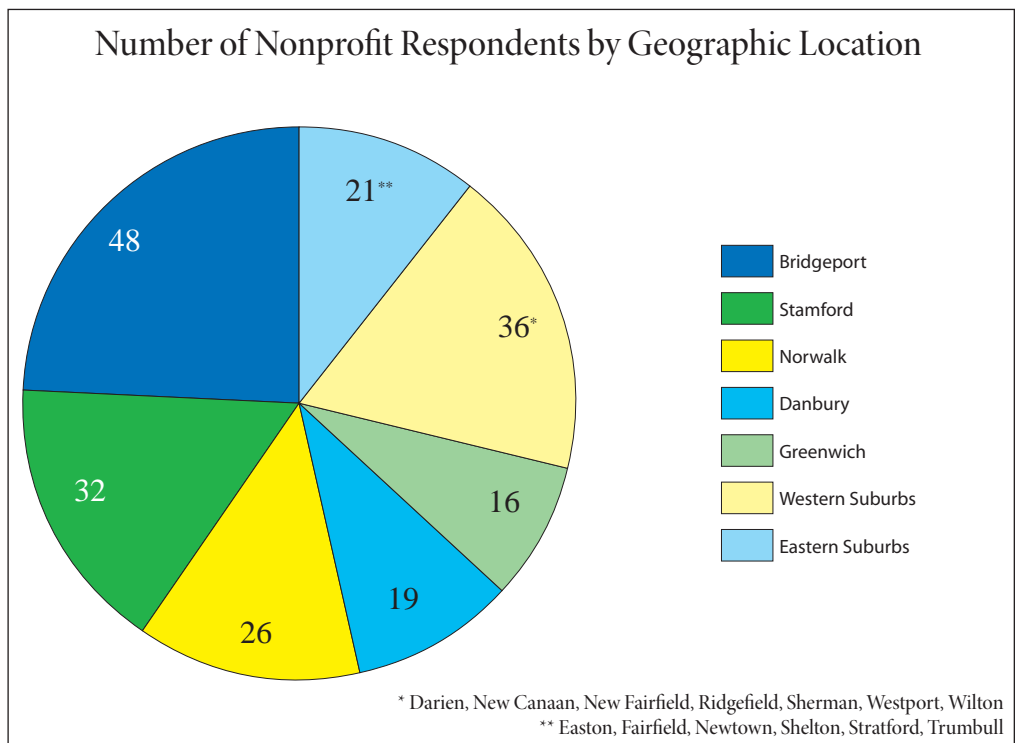 Number of Nonprofit Respondents by Geographic Location
21**
48
36*
32
16
19
26
Bridgeport
Stamford
Norwalk
Danbury
Greenwich
Western Suburbs
Eastern Suburbs
* Darien, New Canaan, New Fairfield, Ridgefield, Sherman, Westport, Wilton
** Easton, Fairfield, Newtown, Shelton, Stratford, Trumbull